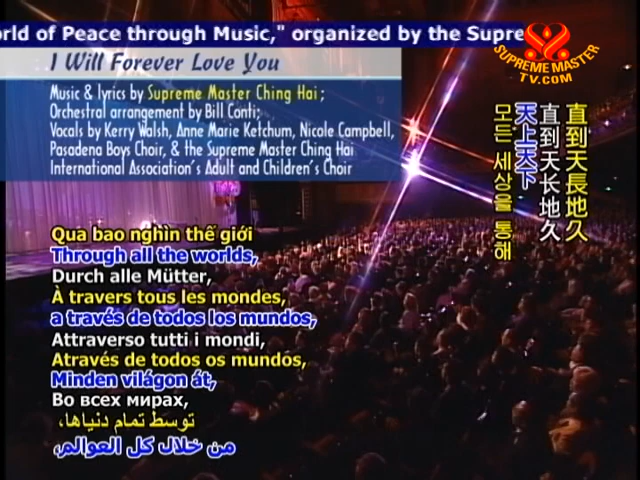 orld of Peace through Music," organized by the Supre
SUPREME MASTER
TV.COM
I Will Forever Love You
Music & lyrics by Supreme Master Ching Hai;
Orchestral arrangement by Bill Conti;
Vocals by Kerry Walsh, Anne Marie Ketchum, Nicole Campbell,
Pasadena Boys Choir, & the Supreme Master Ching Hai
International Association's Adult and Children's Choir
直到天長地久
直到天长地久
天上天下
모든 세상을 통해
Qua bao nghìn thế giới
Through all the worlds,
Durch alle Mütter,
À travers tous les mondes,
a través de todos los mundos,
Attraverso tutti i mondi,
Através de todos os mundos,
Minden világon át,
Во всех мирах,
توسط تمام دنیاها،
من خلال كل العوالم،